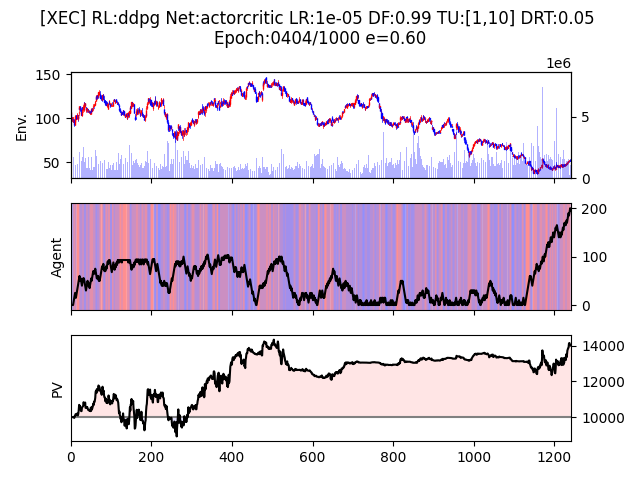 [XEC] RL:ddpg Net:actorcritic LR:1e-05 DF:0.99 TU:[1,10] DRT:0.05
Epoch:0404/1000 e=0.60
1e6
150
100
50
Env.
5
0
Agent
200
100
0
PV
14000
12000
10000
0 200 400 600 800 1000 1200